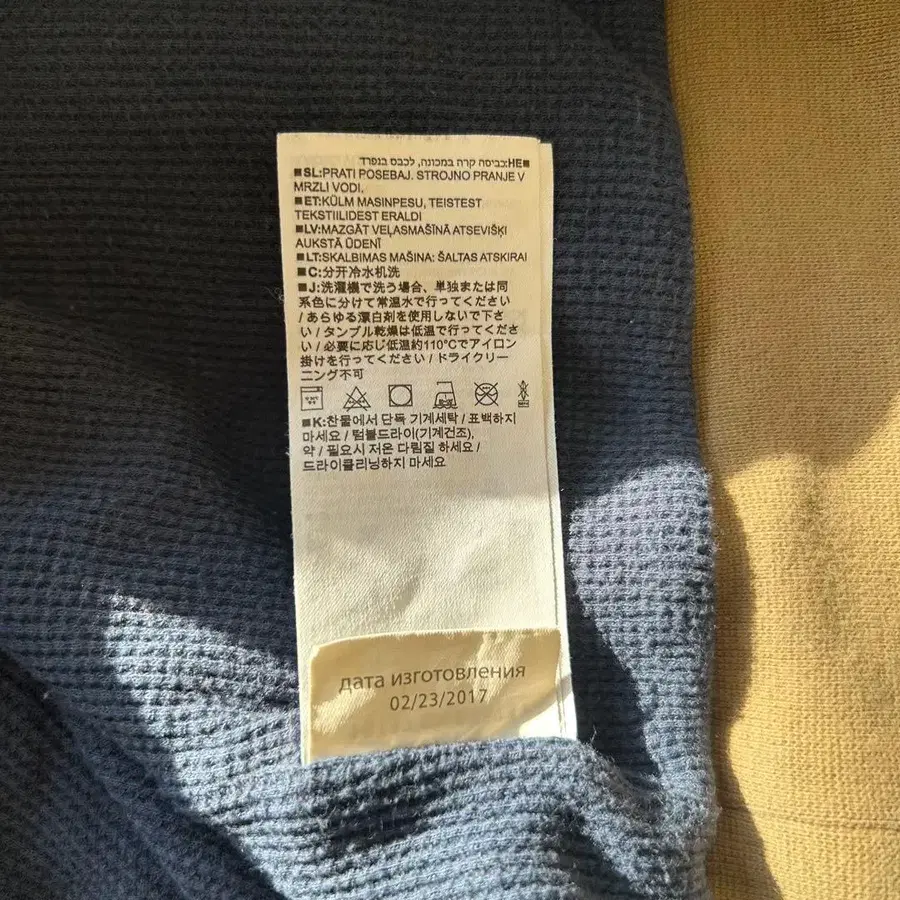 ■HE:כביסה קרה במכונה, לכבס בנפרד
■SL:PRATI POSEBAJ. STROJNO PRANJE V
MRZLI VODI.
■ET:KÜLM MASINPESU, TEISTEST
TEKSTIILIDEST ERALDI
■LV:MAZGĀT VEĻASMAŠĪNĀ ATSEVIŠĶI
AUKSTĀ ŪDENĪ
■LT:SKALBIMAS MAŠINA: ŠALTAS ATSKIRAI
■C:分开冷水机洗
■J:洗濯機で洗う場合、単独または同
系色に分けて常温水で行ってください
/ あらゆる漂白剤を使用しないで下さ
い / タンブル乾燥は低温で行ってくださ
い / 必要に応じ低温約110°Cでアイロン
掛けを行ってください / ドライクリー
ニング不可
■K:찬물에서 단독 기계세탁 / 표백하지
마세요 / 텀블드라이(기계건조),
약 / 필요시 저온 다림질 하세요 /
드라이클리닝하지 마세요
дата изготовления
02/23/2017